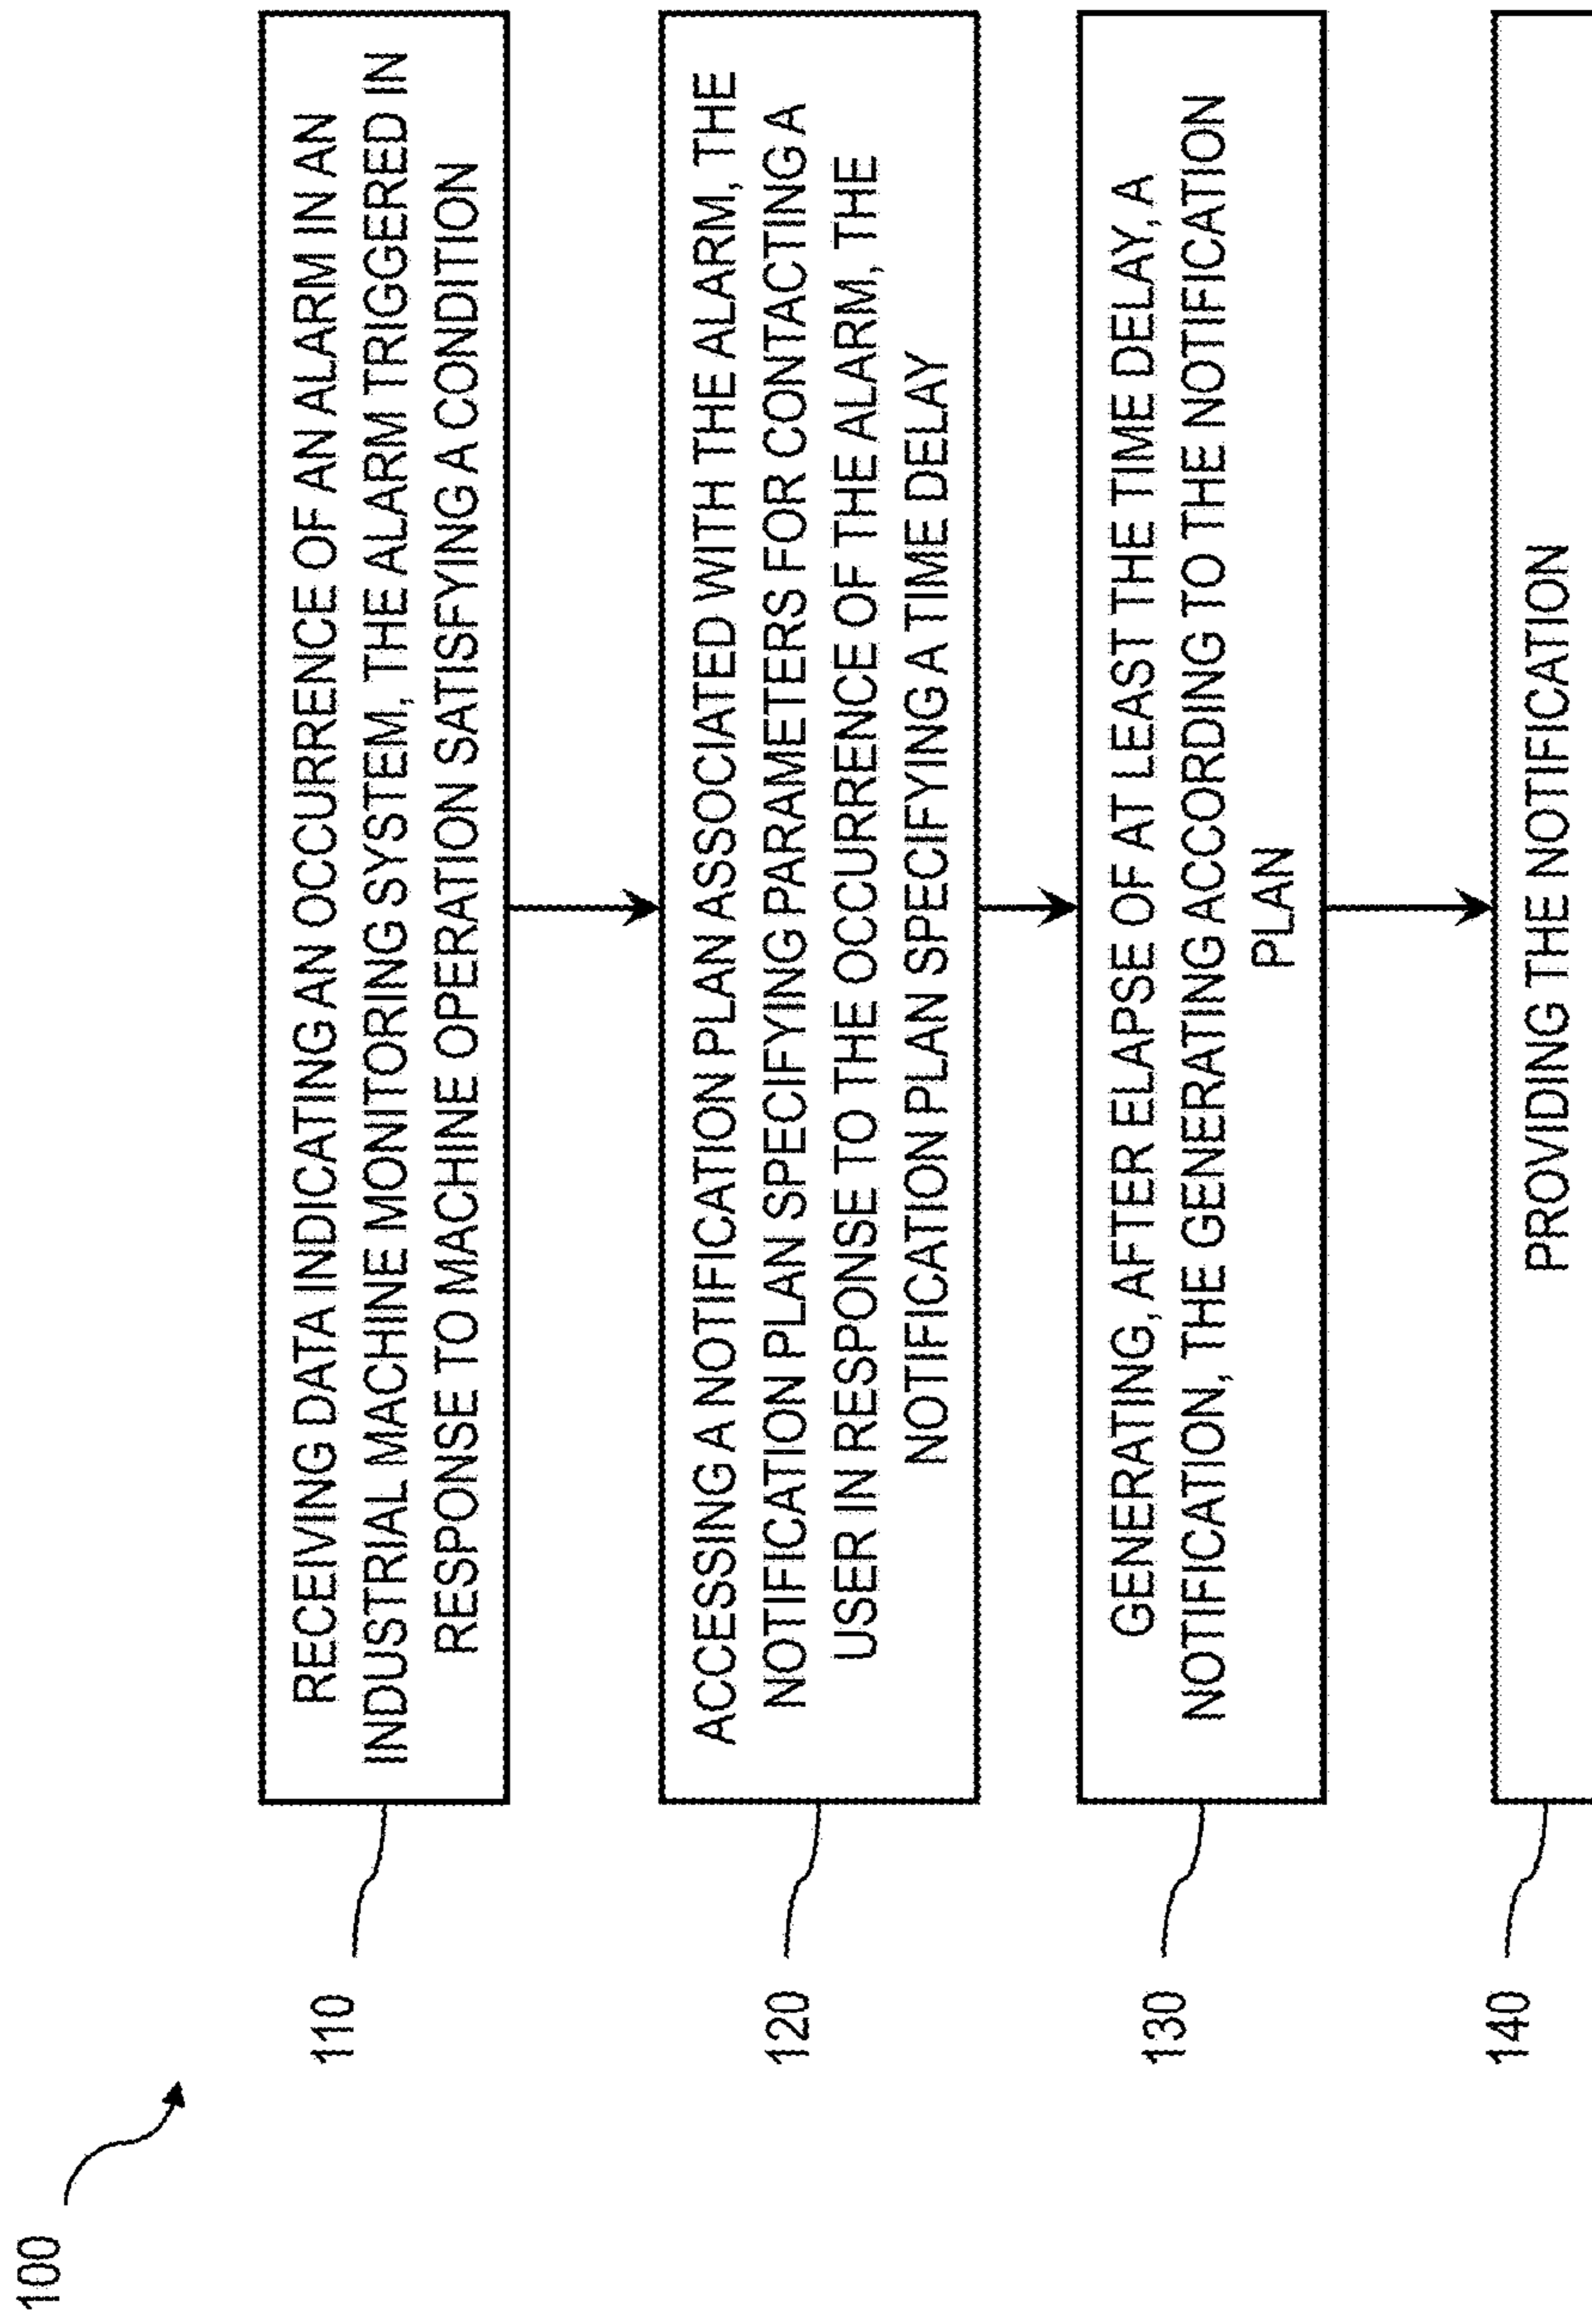 100
110
RECEIVING DATA INDICATING AN OCCURRENCE OF AN ALARM IN AN
INDUSTRIAL MACHINE MONITORING SYSTEM, THE ALARM TRIGGERED IN
RESPONSE TO MACHINE OPERATION SATISFYING A CONDITION
120
ACCESSING A NOTIFICATION PLAN ASSOCIATED WITH THE ALARM, THE
NOTIFICATION PLAN SPECIFYING PARAMETERS FOR CONTACTING A
USER IN RESPONSE TO THE OCCURRENCE OF THE ALARM, THE
NOTIFICATION PLAN SPECIFYING A TIME DELAY
130
GENERATING, AFTER ELAPSE OF AT LEAST THE TIME DELAY, A
NOTIFICATION, THE GENERATING ACCORDING TO THE NOTIFICATION
PLAN
140
PROVIDING THE NOTIFICATION